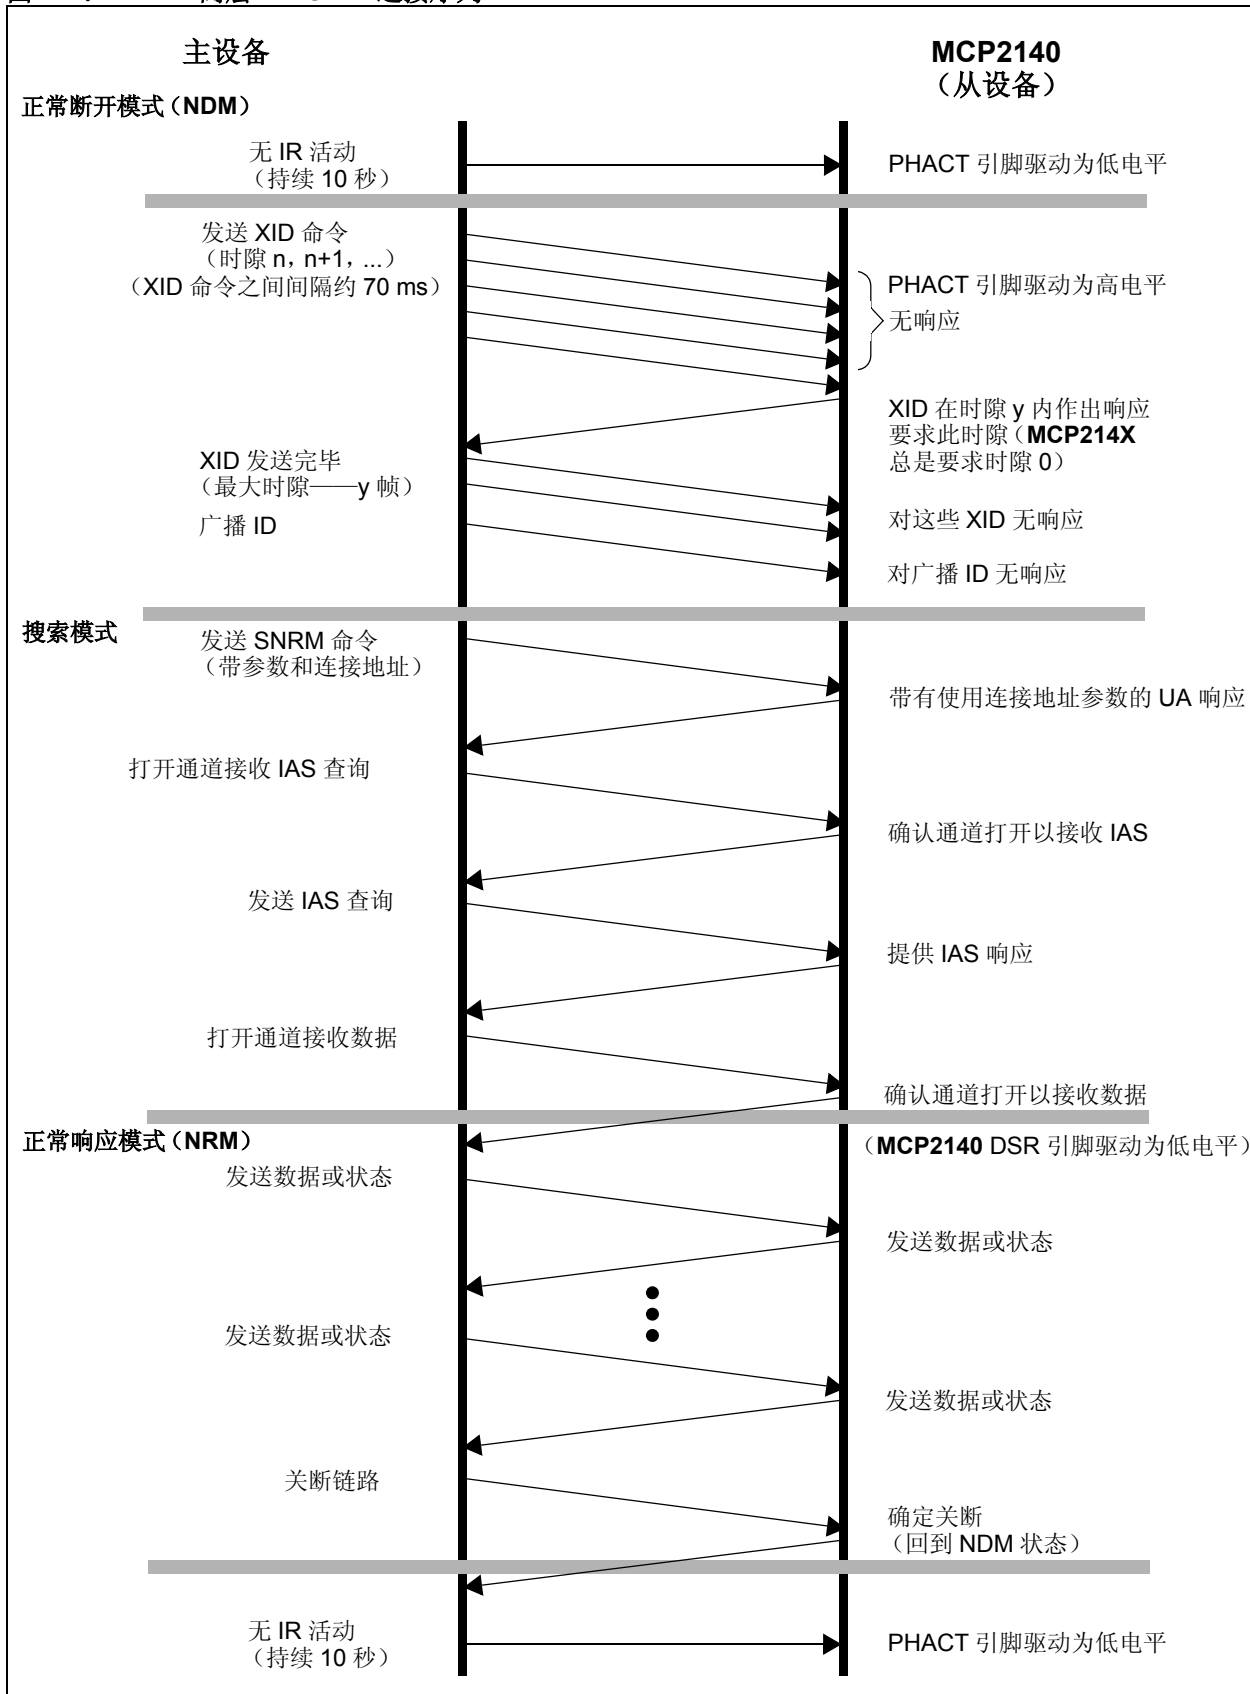 主设备
MCP2140
（从设备）
正常断开模式（NDM）
无 IR 活动
（持续 10 秒）
PHACT 引脚驱动为低电平
发送 XID 命令
（时隙 n，n+1，...）
（XID 命令之间间隔约 70 ms）
PHACT 引脚驱动为高电平
无响应
XID 在时隙 y 内作出响应
要求此时隙（MCP214X
总是要求时隙 0）
XID 发送完毕
（最大时隙——y 帧）
广播 ID
对这些 XID 无响应
对广播 ID 无响应
搜索模式
发送 SNRM 命令
（带参数和连接地址）
带有使用连接地址参数的 UA 响应
打开通道接收 IAS 查询
确认通道打开以接收 IAS
发送 IAS 查询
提供 IAS 响应
打开通道接收数据
确认通道打开以接收数据
正常响应模式（NRM）
（MCP2140 DSR 引脚驱动为低电平）
发送数据或状态
发送数据或状态
发送数据或状态
发送数据或状态
关断链路
确定关断
（回到 NDM 状态）
无 IR 活动
（持续 10 秒）
PHACT 引脚驱动为低电平